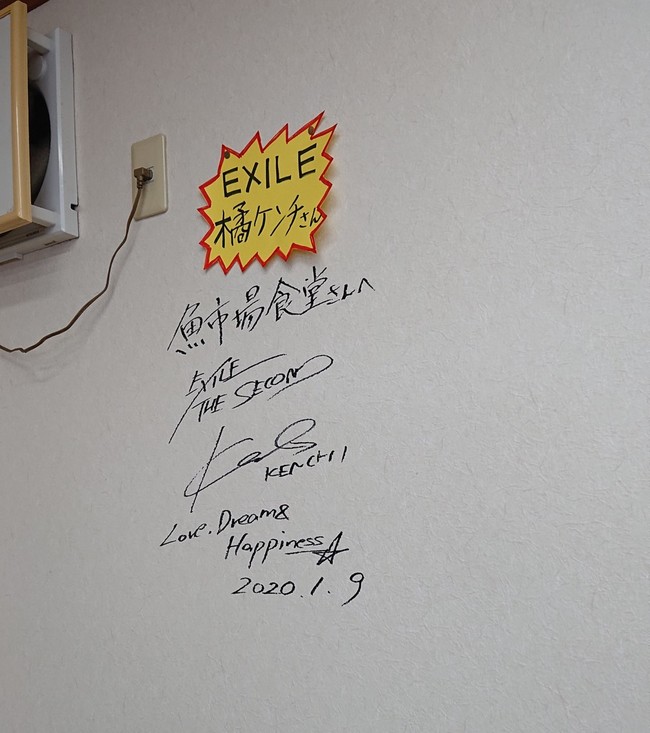 EXILE
橘ケンチさん
魚市場食堂さんへ
EXILE
THE SECOND
KENCHI
Love.Dream&
Happiness☆
2020.1.9